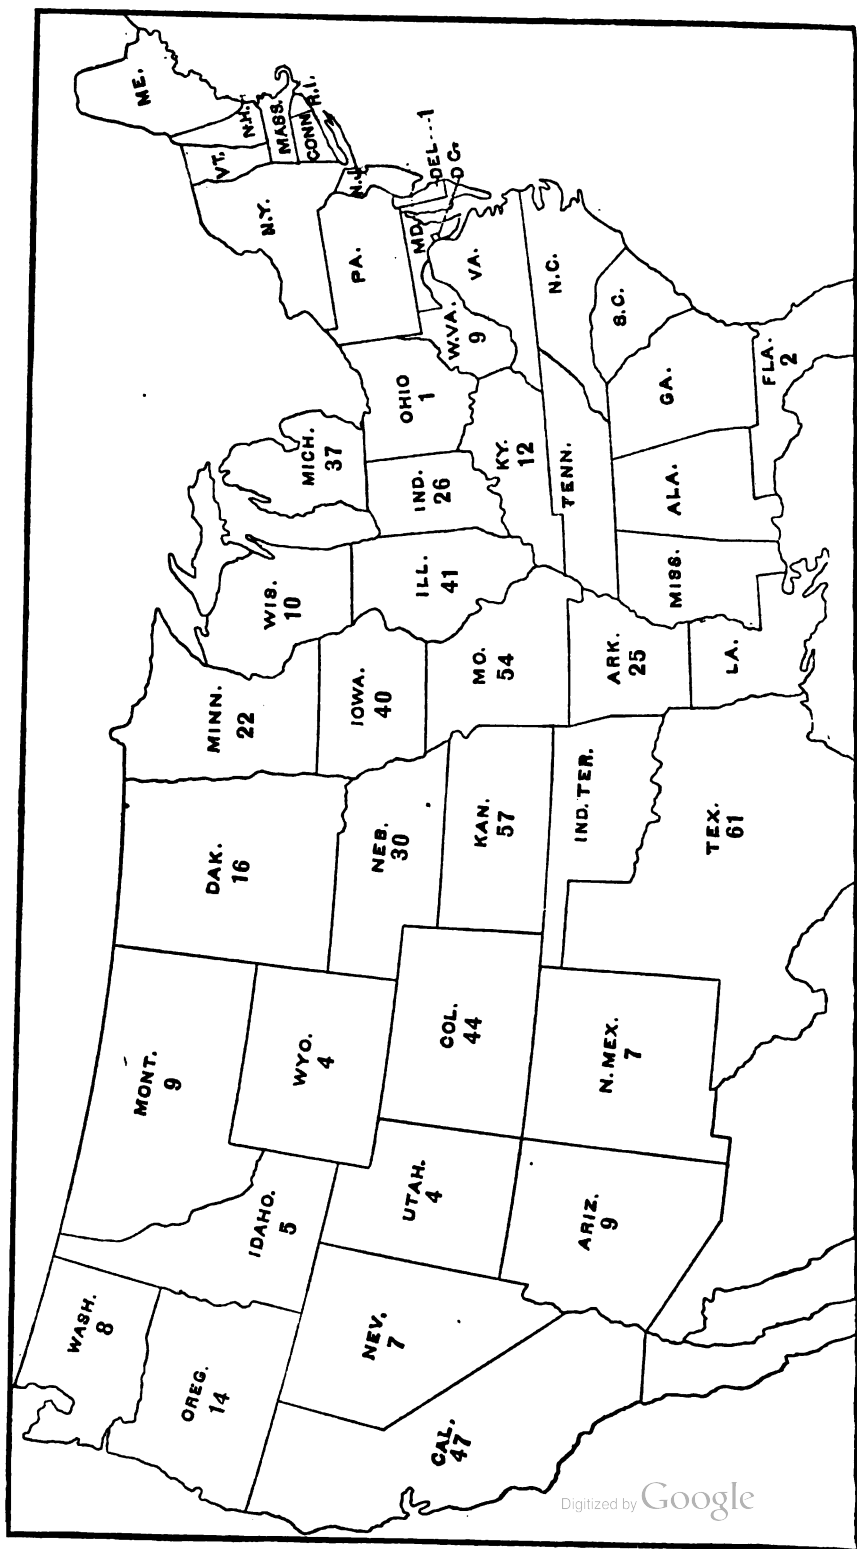 WASH.
8
OREG.
14
CAL.
47
NEV.
7
IDAHO.
5
MONT.
9
WYO.
4
UTAH.
4
ARIZ.
9
COL.
44
N. MEX.
7
DAK.
16
NEB.
30
KAN.
57
IND. TER.
TEX.
61
MINN.
22
IOWA.
40
MO.
54
ARK.
25
LA.
WIS.
10
ILL.
41
MICH.
37
IND.
26
OHIO
1
KY.
12
TENN.
MISS.
ALA.
GA.
FLA.
2
S.C.
N.C.
VA.
W.VA.
9
MD.
D C.
DEL---1
PA.
N.J.
N.Y.
VT.
N.H.
MASS.
CONN.
R.I.
ME.
Digitized by Google